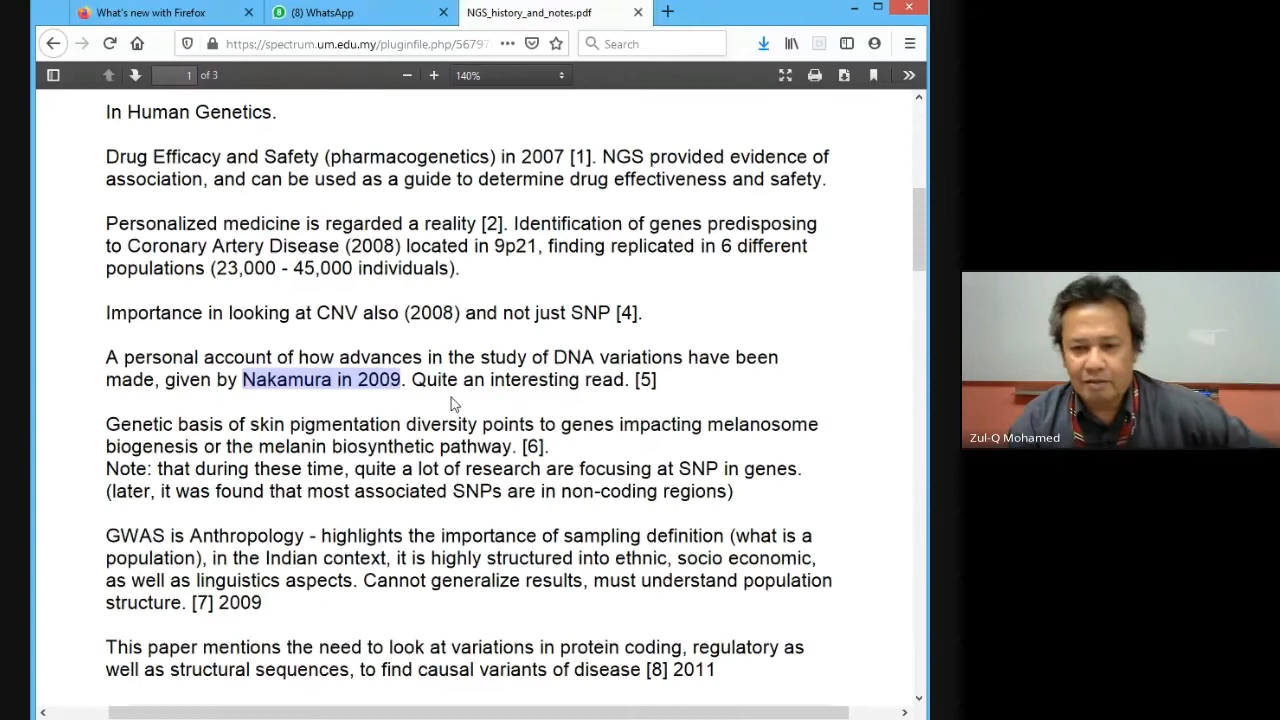 What's new with Firefox
(8) WhatsApp
NGS_history_and_notes.pdf
https://spectrum.um.edu.my/pluginfile.php/5679
Search
1 of 3
140%
In Human Genetics.
Drug Efficacy and Safety (pharmacogenetics) in 2007 [1]. NGS provided evidence of
association, and can be used as a guide to determine drug effectiveness and safety.
Personalized medicine is regarded a reality [2]. Identification of genes predisposing
to Coronary Artery Disease (2008) located in 9p21, finding replicated in 6 different
populations (23,000 - 45,000 individuals).
Importance in looking at CNV also (2008) and not just SNP [4].
A personal account of how advances in the study of DNA variations have been
made, given by Nakamura in 2009. Quite an interesting read. [5]
Genetic basis of skin pigmentation diversity points to genes impacting melanosome
biogenesis or the melanin biosynthetic pathway. [6].
Note: that during these time, quite a lot of research are focusing at SNP in genes.
(later, it was found that most associated SNPs are in non-coding regions)
GWAS is Anthropology - highlights the importance of sampling definition (what is a
population), in the Indian context, it is highly structured into ethnic, socio economic,
as well as linguistics aspects. Cannot generalize results, must understand population
structure. [7] 2009
This paper mentions the need to look at variations in protein coding, regulatory as
well as structural sequences, to find causal variants of disease [8] 2011
Zul-Q Mohamed